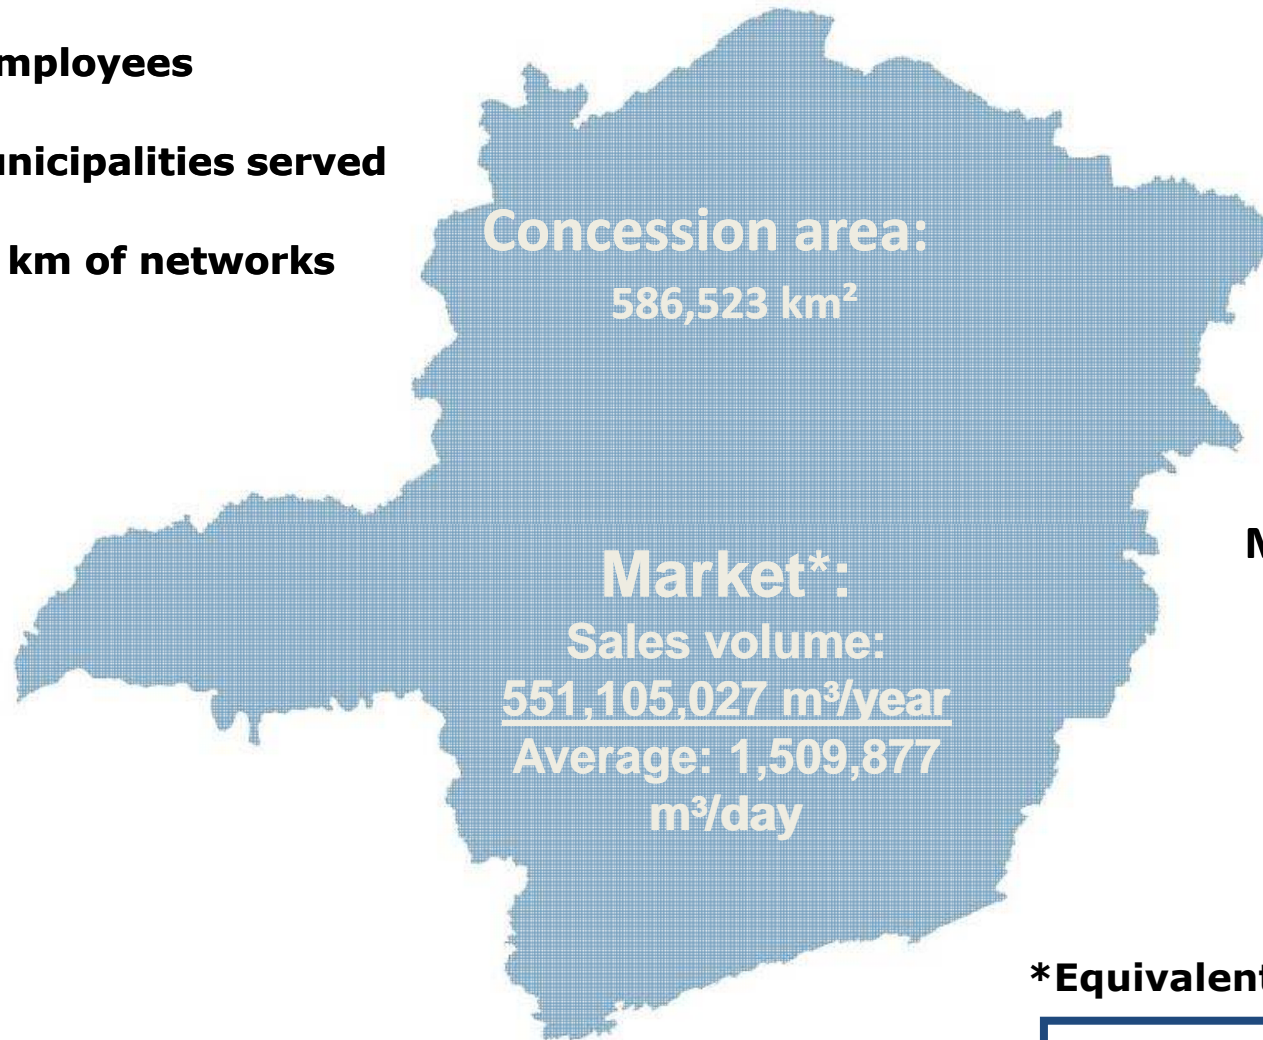 mployees
unicipalities served
km of networks
Concession area:
586,523 km²
Market*:
Sales volume:
551,105,027 m³/year
Average: 1,509,877
m³/day
*Equivalent